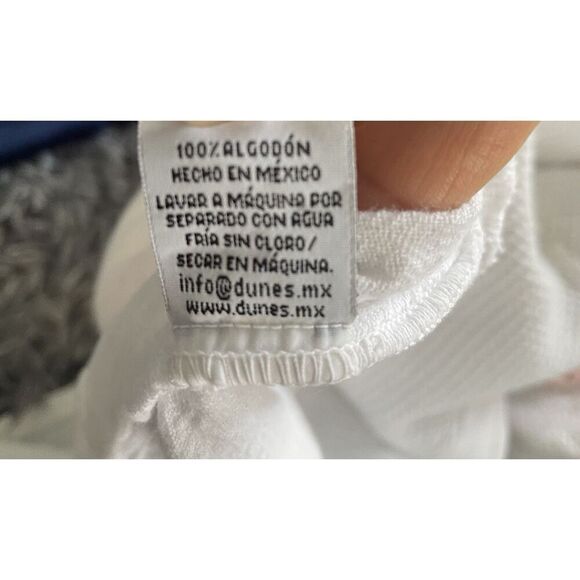 100% ALGODÓN
HECHO EN MÉXICO
LAVAR A MÁQUINA POR
SEPARADO CON AGUA
FRÍA SIN CLORO /
SECAR EN MÁQUINA.
info@dunes.mx
www.dunes.mx